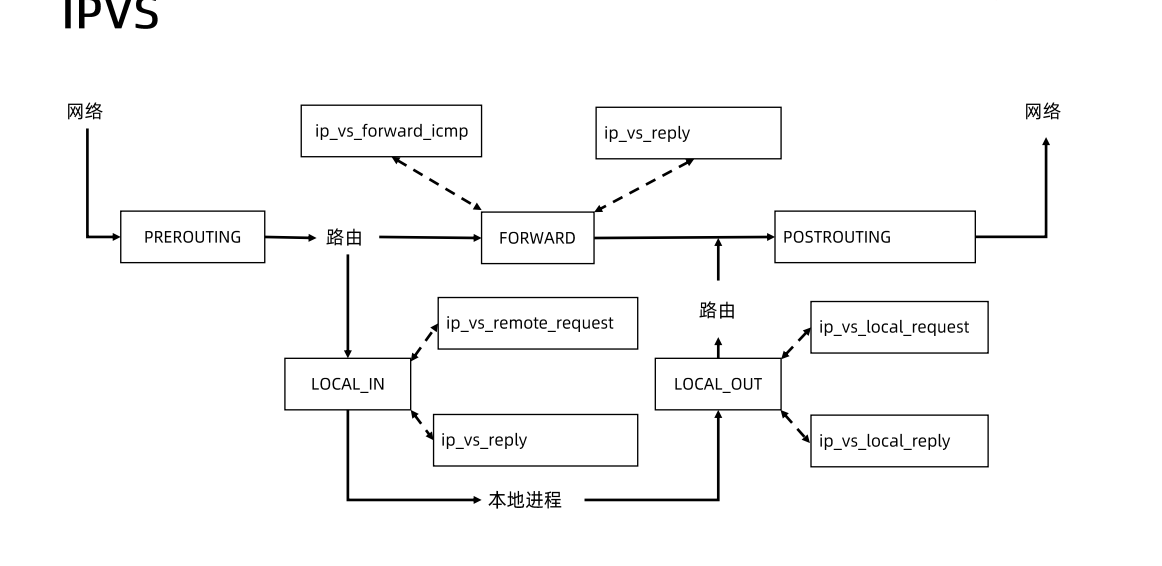 IPVS
网络
网络
ip_vs_forward_icmp
ip_vs_reply
PREROUTING
路由
FORWARD
POSTROUTING
路由
ip_vs_remote_request
ip_vs_local_request
LOCAL_IN
LOCAL_OUT
ip_vs_reply
ip_vs_local_reply
本地进程